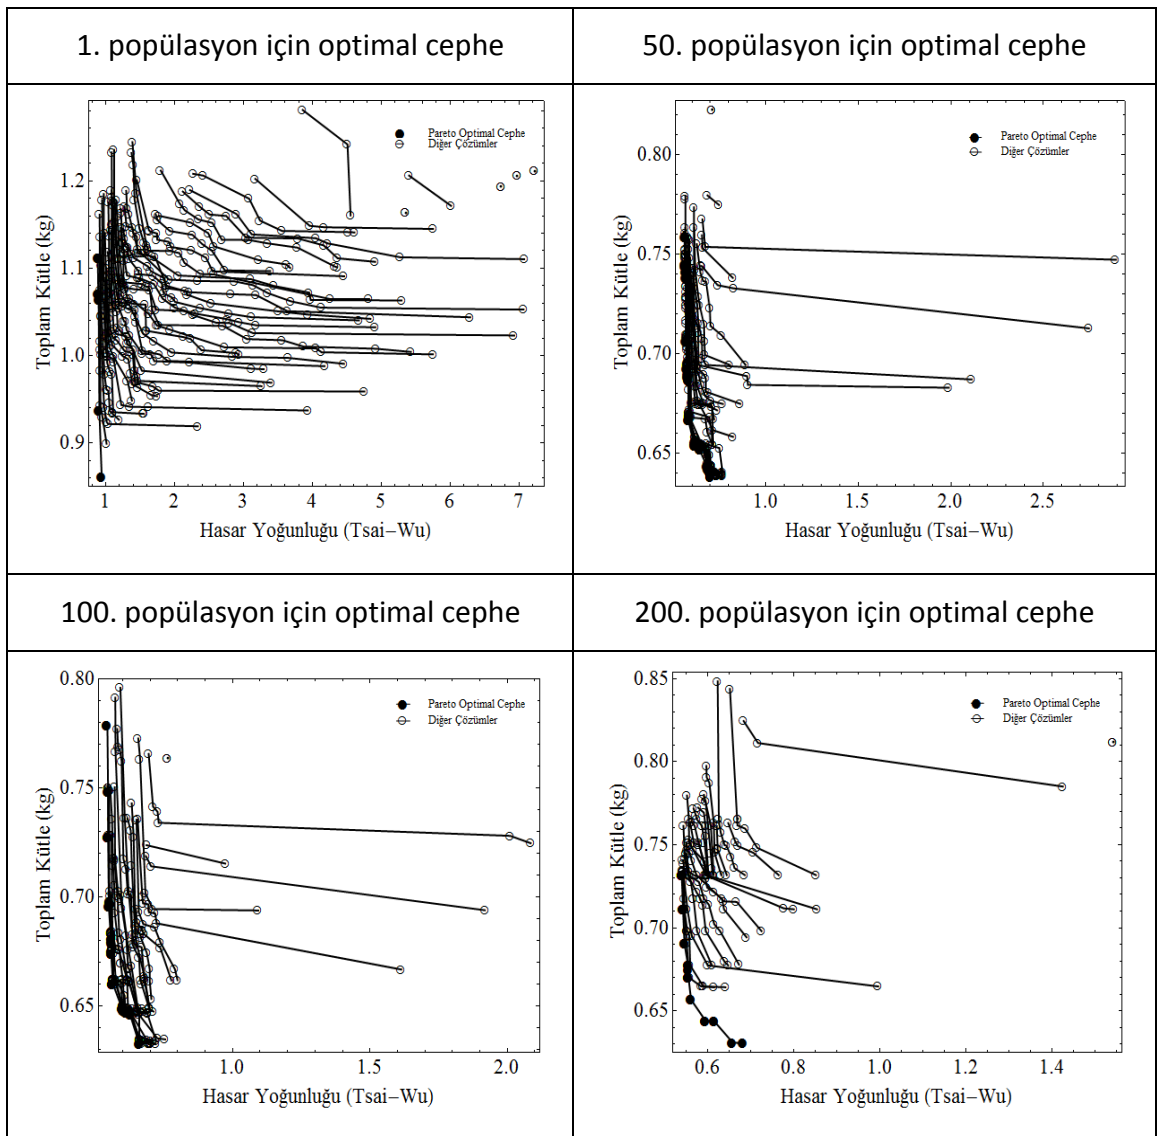 1. popülasyon için optimal cephe
50. popülasyon için optimal cephe
Pareto Optimal Cephe
Diğer Çözümler
1.2
1.1
1.0
0.9
Toplam Kütle (kg)
1 2 3 4 5 6 7
Hasar Yoğunluğu (Tsai–Wu)
Pareto Optimal Cephe
Diğer Çözümler
0.80
0.75
0.70
0.65
Toplam Kütle (kg)
1.0 1.5 2.0 2.5
Hasar Yoğunluğu (Tsai–Wu)
100. popülasyon için optimal cephe
200. popülasyon için optimal cephe
Pareto Optimal Cephe
Diğer Çözümler
0.80
0.75
0.70
0.65
Toplam Kütle (kg)
1.0 1.5 2.0
Hasar Yoğunluğu (Tsai–Wu)
Pareto Optimal Cephe
Diğer Çözümler
0.85
0.80
0.75
0.70
0.65
0.60
Toplam Kütle (kg)
0.6 0.8 1.0 1.2 1.4
Hasar Yoğunluğu (Tsai–Wu)